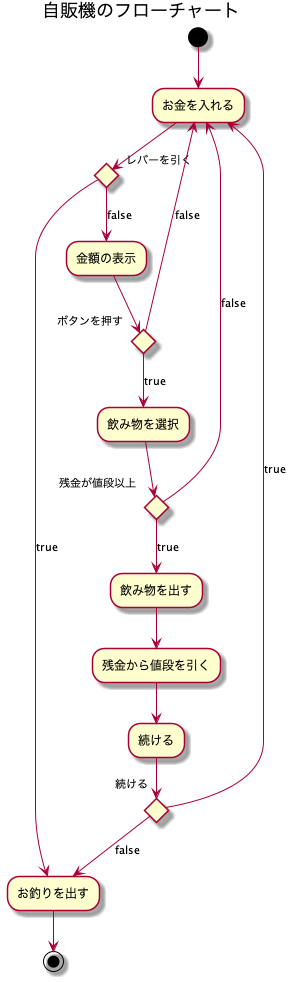 自販機のフローチャート
お金を入れる
レバーを引く
false
false
金額の表示
false
ボタンを押す
true
飲み物を選択
残金が値段以上
true
true
true
飲み物を出す
残金から値段を引く
続ける
続ける
false
お釣りを出す